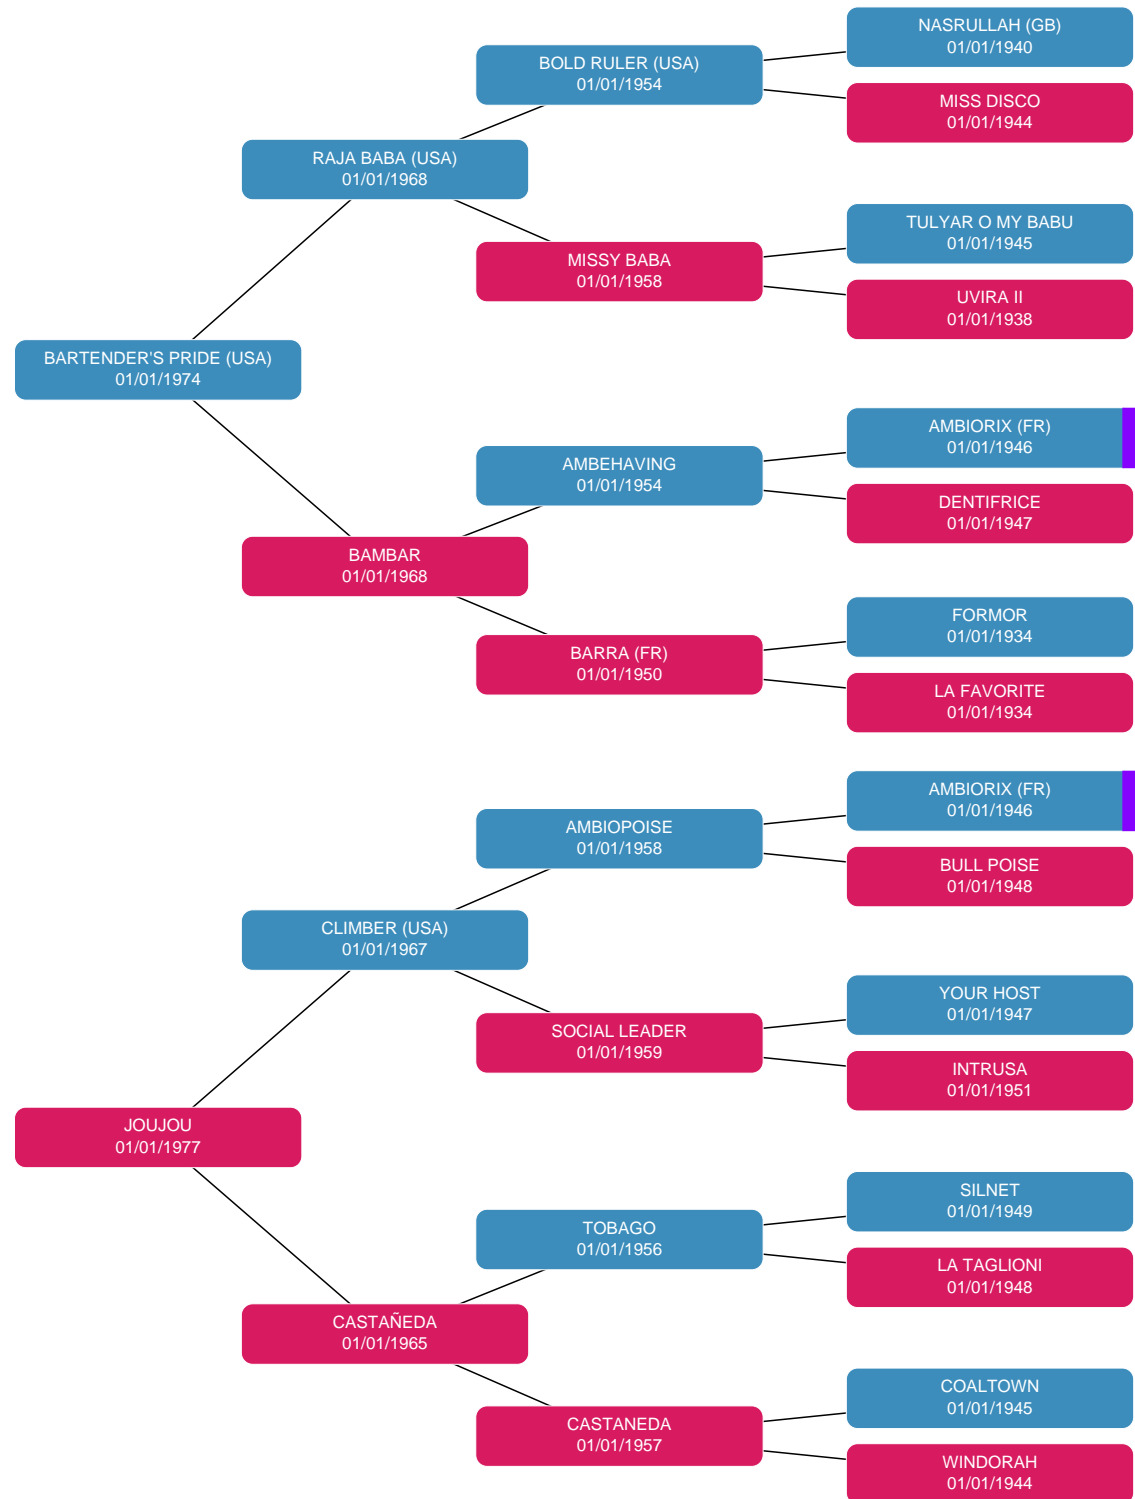 NASRULLAH (GB)
01/01/1940
BOLD RULER (USA)
01/01/1954
MISS DISCO
01/01/1944
RAJA BABA (USA)
01/01/1968
TULYAR O MY BABU
01/01/1945
MISSY BABA
01/01/1958
UVIRA II
01/01/1938
BARTENDER'S PRIDE (USA)
01/01/1974
AMBIORIX (FR)
01/01/1946
AMBEHAVING
01/01/1954
DENTIFRICE
01/01/1947
BAMBAR
01/01/1968
FORMOR
01/01/1934
BARRA (FR)
01/01/1950
LA FAVORITE
01/01/1934
AMBIORIX (FR)
01/01/1946
AMBIOPOISE
01/01/1958
BULL POISE
01/01/1948
CLIMBER (USA)
01/01/1967
YOUR HOST
01/01/1947
SOCIAL LEADER
01/01/1959
INTRUSA
01/01/1951
JOUJOU
01/01/1977
SILNET
01/01/1949
TOBAGO
01/01/1956
LA TAGLIONI
01/01/1948
CASTAÑEDA
01/01/1965
COALTOWN
01/01/1945
CASTANEDA
01/01/1957
WINDORAH
01/01/1944